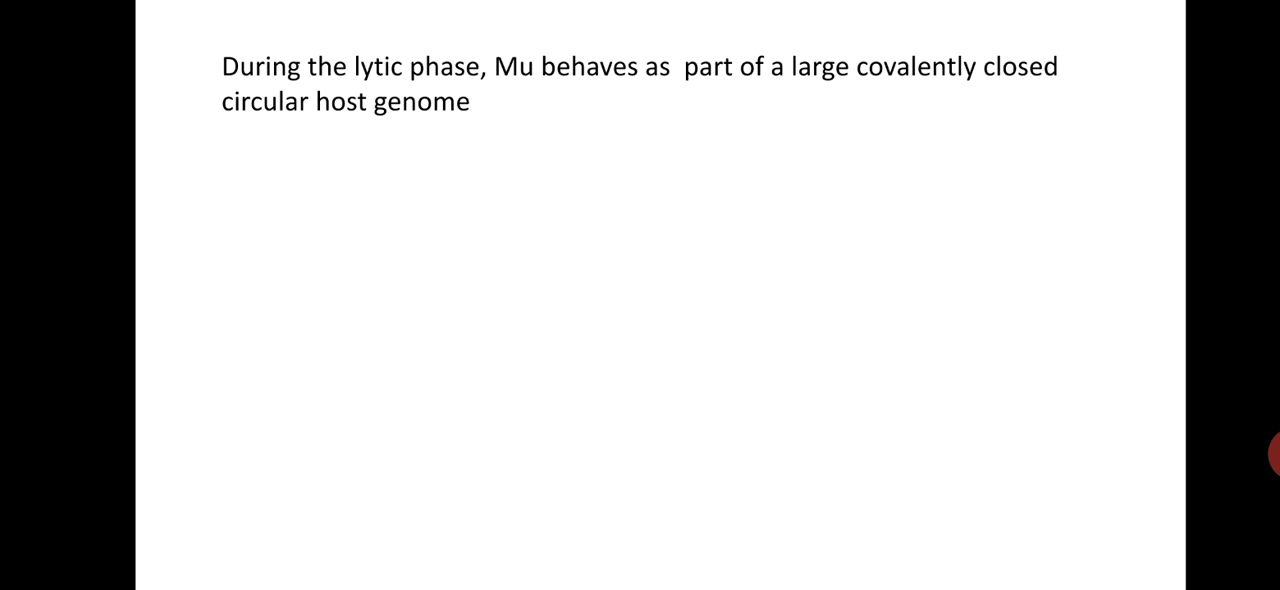 During the lytic phase, Mu behaves as  part of a large covalently closed
circular host genome